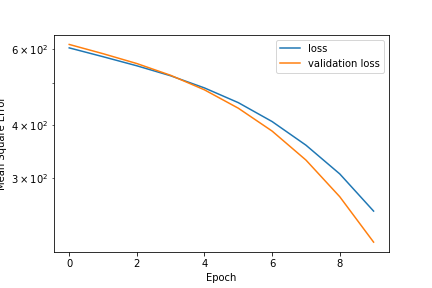 6 × 10²
4 × 10²
3 × 10²
Mean Square Error
loss
validation loss
0 2 4 6 8
Epoch